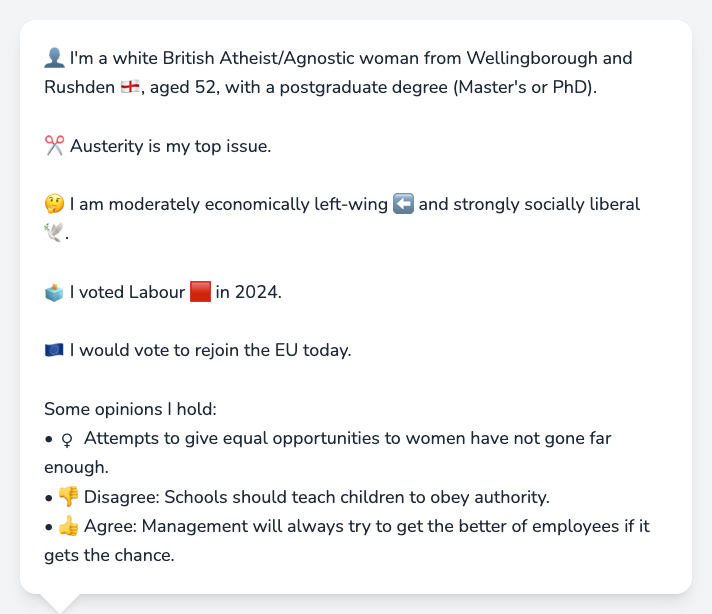 👤 I'm a white British Atheist/Agnostic woman from Wellingborough and
Rushden 🏴󠁧󠁢󠁥󠁮󠁧󠁿, aged 52, with a postgraduate degree (Master's or PhD).
✂️ Austerity is my top issue.
🤔 I am moderately economically left-wing ⬅️ and strongly socially liberal
🕊️.
🗳️ I voted Labour 🟥 in 2024.
🇪🇺 I would vote to rejoin the EU today.
Some opinions I hold:
• ♀ Attempts to give equal opportunities to women have not gone far
enough.
• 👎 Disagree: Schools should teach children to obey authority.
• 👍 Agree: Management will always try to get the better of employees if it
gets the chance.